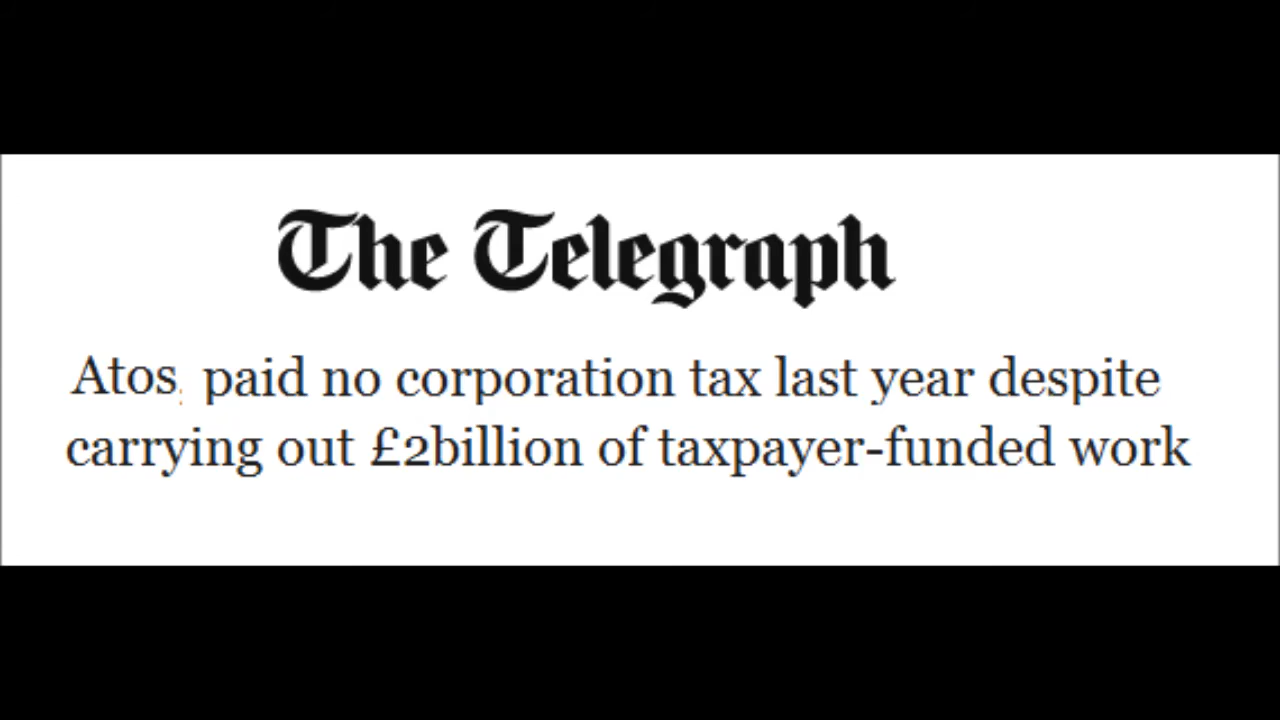 The Telegraph
Atos, paid no corporation tax last year despite
carrying out £2billion of taxpayer-funded work